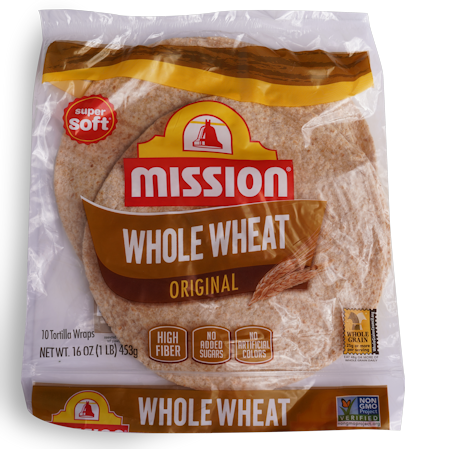 super
soft
MISSION®
WHOLE WHEAT
ORIGINAL
10 Tortilla Wraps
NET WT. 16 OZ (1 LB) 453g
HIGH
FIBER
NO
ADDED
SUGARS
NO
ARTIFICIAL
COLORS
WHOLE
GRAIN
MISSION
WHOLE WHEAT
NON
GMO
Project
VERIFIED